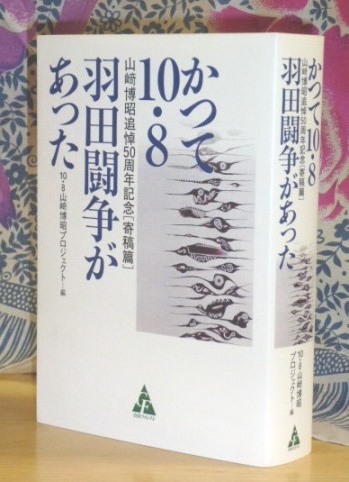 かつて
10・8
羽田闘争が
あった
山﨑博昭追悼50周年記念[寄稿篇]
10・8山﨑博昭プロジェクト=編
かつて10・8
羽田闘争があった
山﨑博昭追悼50周年記念[寄稿篇]
10・8山﨑博昭
プロジェクト=編